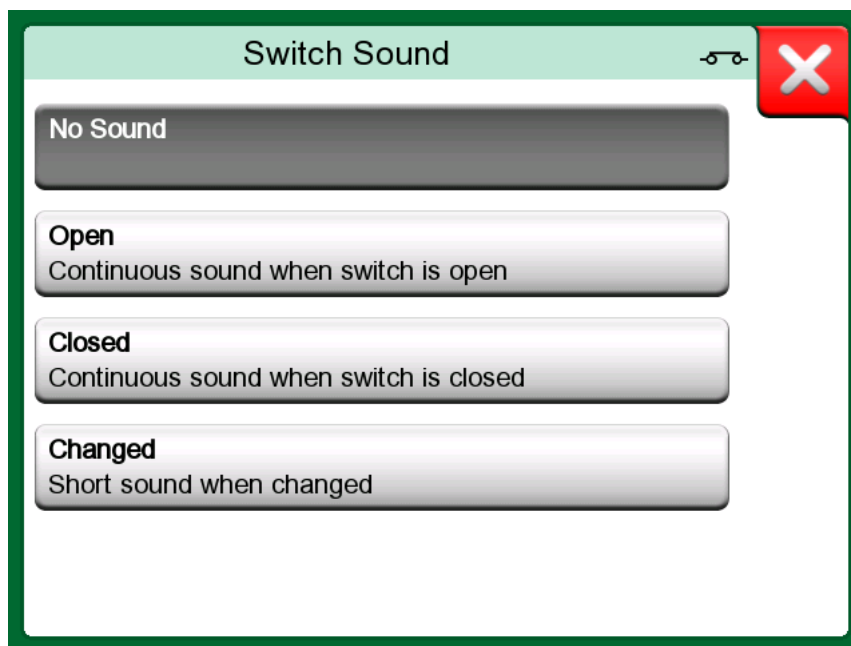 Switch Sound
No Sound
Open
Continuous sound when switch is open
Closed
Continuous sound when switch is closed
Changed
Short sound when changed